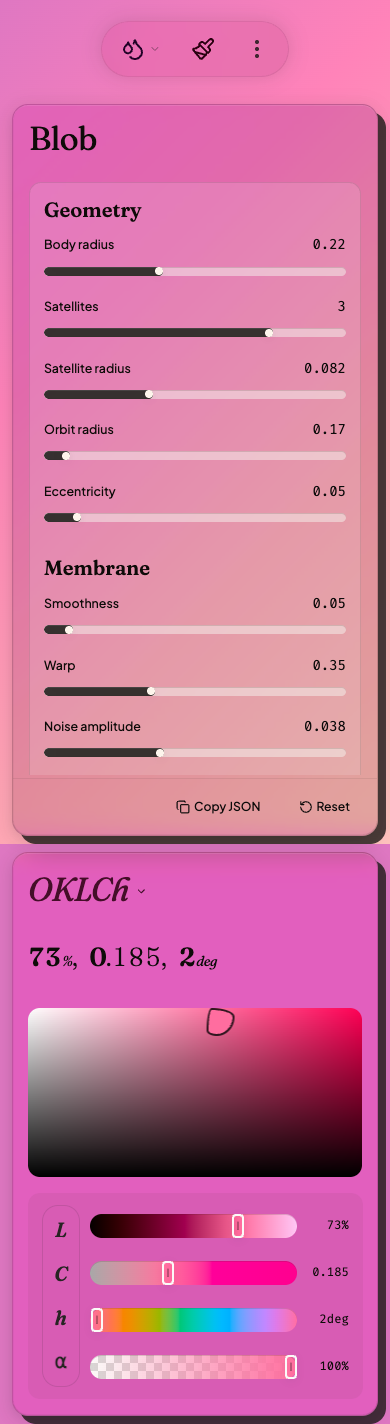 Blob
Geometry
Body radius 0.22
Satellites 3
Satellite radius 0.082
Orbit radius 0.17
Eccentricity 0.05
Membrane
Smoothness 0.05
Warp 0.35
Noise amplitude 0.038
Copy JSON Reset
OKLCh
73%, 0.185, 2deg
L 73%
C 0.185
h 2deg
α 100%